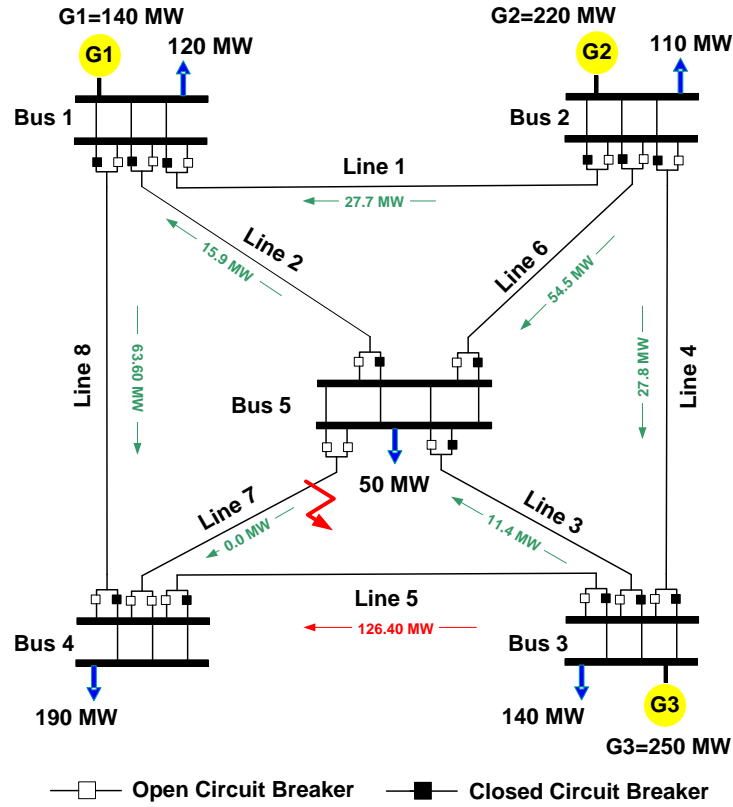 G1=140 MW
G2=220 MW
120 MW
110 MW
G1
G2
Bus 1
Bus 2
Line 1
27.7 MW
Line 2
15.9 MW
Line 6
54.5 MW
Line 8
63.60 MW
27.8 MW
Line 4
Bus 5
50 MW
Line 7
0.0 MW
Line 3
11.4 MW
Line 5
126.40 MW
Bus 4
Bus 3
190 MW
140 MW
G3
G3=250 MW
Open Circuit Breaker
Closed Circuit Breaker